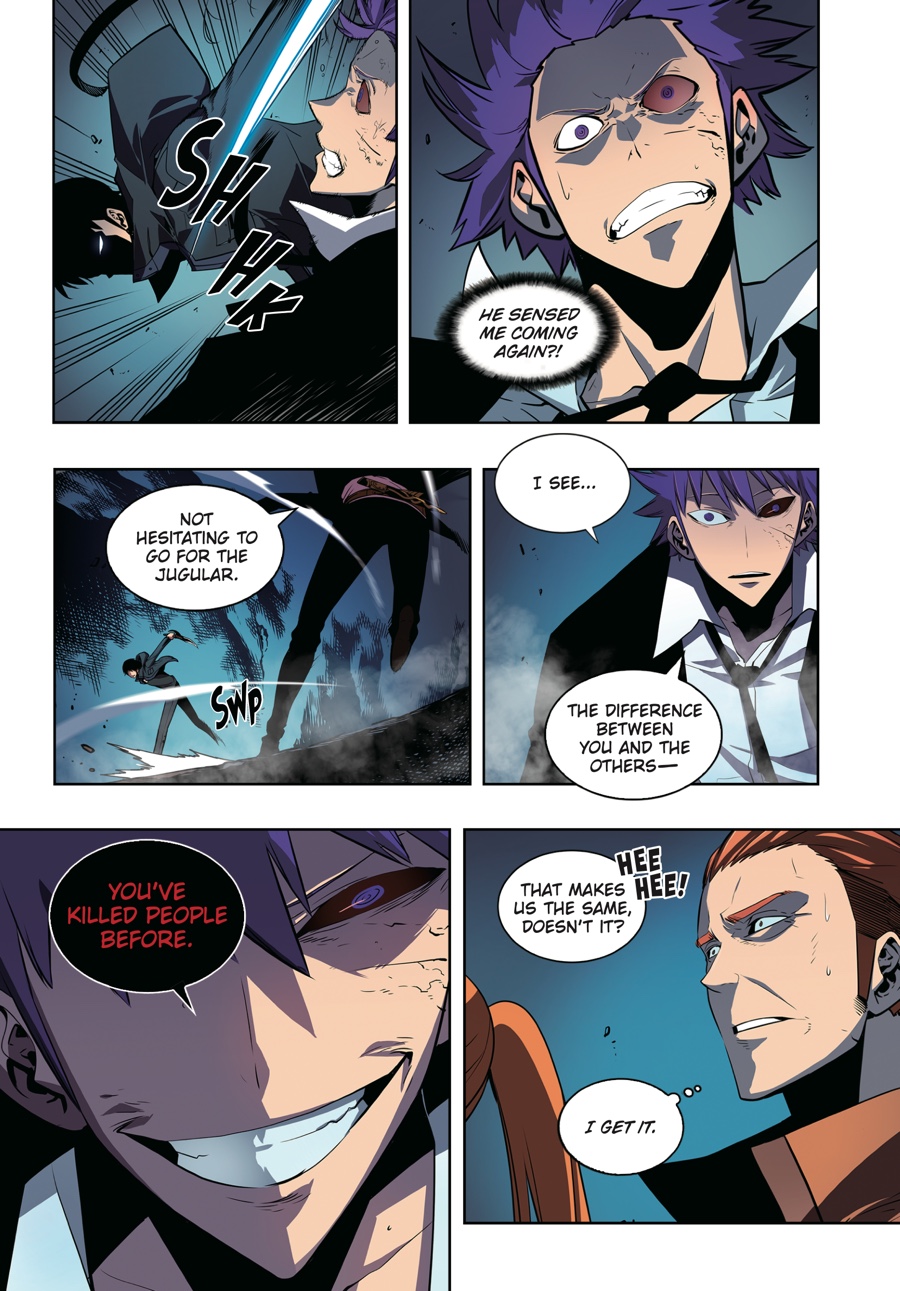 SHHHK
HE SENSED
ME COMING
AGAIN?!
NOT
HESITATING TO
GO FOR THE
JUGULAR.
SWP
I SEE...
THE DIFFERENCE
BETWEEN
YOU AND THE
OTHERS—
YOU'VE
KILLED PEOPLE
BEFORE.
HEE
HEE!
THAT MAKES
US THE SAME,
DOESN'T IT?
I GET IT.